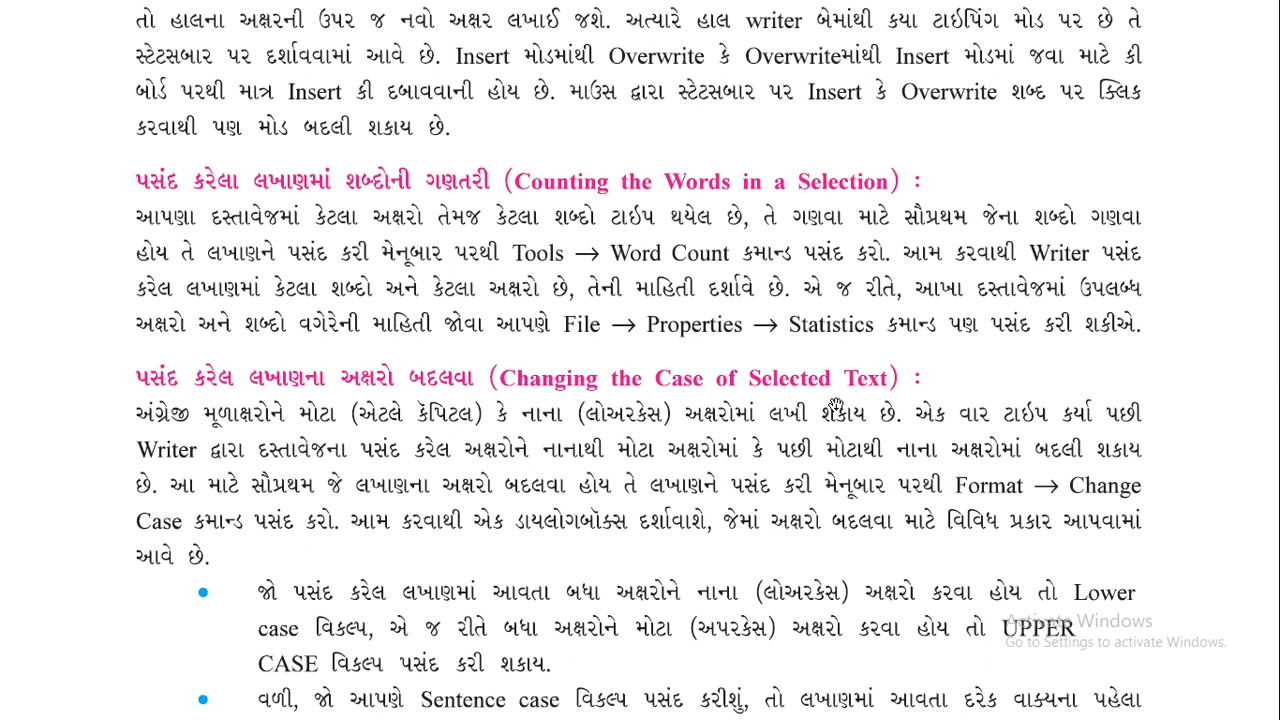 તો હાલના અક્ષરની ઉપર જ નવો અક્ષર લખાઈ જશે. અત્યારે હાલ writer બેમાંથી કયા ટાઇપિંગ મોડ પર છે તે
સ્ટેટસબાર પર દર્શાવવામાં આવે છે. Insert મોડમાંથી Overwrite કે Overwriteમાંથી Insert મોડમાં જવા માટે કી
બોર્ડ પરથી માત્ર Insert કી દબાવવાની હોય છે. માઉસ દ્વારા સ્ટેટસબાર પર Insert કે Overwrite શબ્દ પર ક્લિક
કરવાથી પણ મોડ બદલી શકાય છે.
પસંદ કરેલા લખાણમાં શબ્દોની ગણતરી (Counting the Words in a Selection) :
આપણા દસ્તાવેજમાં કેટલા અક્ષરો તેમજ કેટલા શબ્દો ટાઇપ થયેલ છે, તે ગણવા માટે સૌપ્રથમ જેના શબ્દો ગણવા
હોય તે લખાણને પસંદ કરી મેનૂબાર પરથી Tools → Word Count કમાન્ડ પસંદ કરો. આમ કરવાથી Writer પસંદ
કરેલ લખાણમાં કેટલા શબ્દો અને કેટલા અક્ષરો છે, તેની માહિતી દર્શાવે છે. એ જ રીતે, આખા દસ્તાવેજમાં ઉપલબ્ધ
અક્ષરો અને શબ્દો વગેરેની માહિતી જોવા આપણે File → Properties → Statistics કમાન્ડ પણ પસંદ કરી શકીએ.
પસંદ કરેલ લખાણના અક્ષરો બદલવા (Changing the Case of Selected Text) :
અંગ્રેજી મૂળાક્ષરોને મોટા (એટલે કૅપિટલ) કે નાના (લોઅરકેસ) અક્ષરોમાં લખી શકાય છે. એક વાર ટાઇપ કર્યા પછી
Writer દ્વારા દસ્તાવેજના પસંદ કરેલ અક્ષરોને નાનાથી મોટા અક્ષરોમાં કે પછી મોટાથી નાના અક્ષરોમાં બદલી શકાય
છે. આ માટે સૌપ્રથમ જે લખાણના અક્ષરો બદલવા હોય તે લખાણને પસંદ કરી મેનૂબાર પરથી Format → Change
Case કમાન્ડ પસંદ કરો. આમ કરવાથી એક ડાયલોગબૉક્સ દર્શાવાશે, જેમાં અક્ષરો બદલવા માટે વિવિધ પ્રકાર આપવામાં
આવે છે.
• જો પસંદ કરેલ લખાણમાં આવતા બધા અક્ષરોને નાના (લોઅરકેસ) અક્ષરો કરવા હોય તો Lower
case વિકલ્પ, એ જ રીતે બધા અક્ષરોને મોટા (અપરકેસ) અક્ષરો કરવા હોય તો UPPER
CASE વિકલ્પ પસંદ કરી શકાય.
• વળી, જો આપણે Sentence case વિકલ્પ પસંદ કરીશું, તો લખાણમાં આવતા દરેક વાક્યના પહેલા
Activate Windows
Go to Settings to activate Windows.